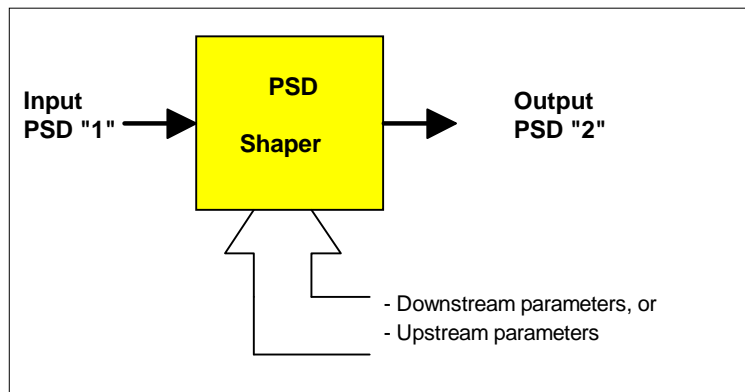 PSD
Shaper
Input
PSD "1"
Output
PSD "2"
- Downstream parameters, or
- Upstream parameters